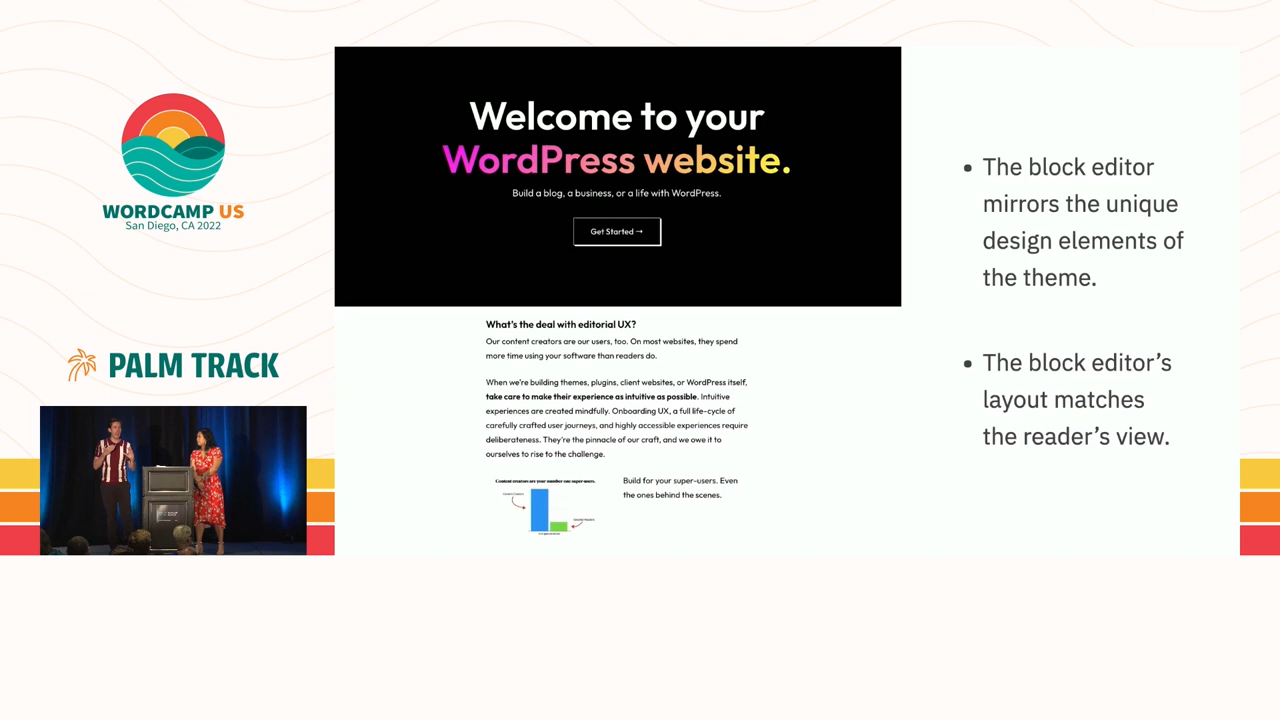 WORDCAMP US
San Diego, CA 2022
PALM TRACK
Welcome to your
WordPress website.
Build a blog, a business, or a life with WordPress.
Get Started →
What's the deal with editorial UX?
Our content creators are our users, too. On most websites, they spend
more time using your software than readers do.
When we're building themes, plugins, client websites, or WordPress itself,
take care to make their experience as intuitive as possible. Intuitive
experiences are created mindfully. Onboarding UX, a full life-cycle of
carefully crafted user journeys, and highly accessible experiences require
deliberateness. They're the pinnacle of our craft, and we owe it to
ourselves to rise to the challenge.
Content creators are your number one super-users.
Build for your super-users. Even
the ones behind the scenes.
• The block editor
mirrors the unique
design elements of
the theme.
• The block editor's
layout matches
the reader's view.